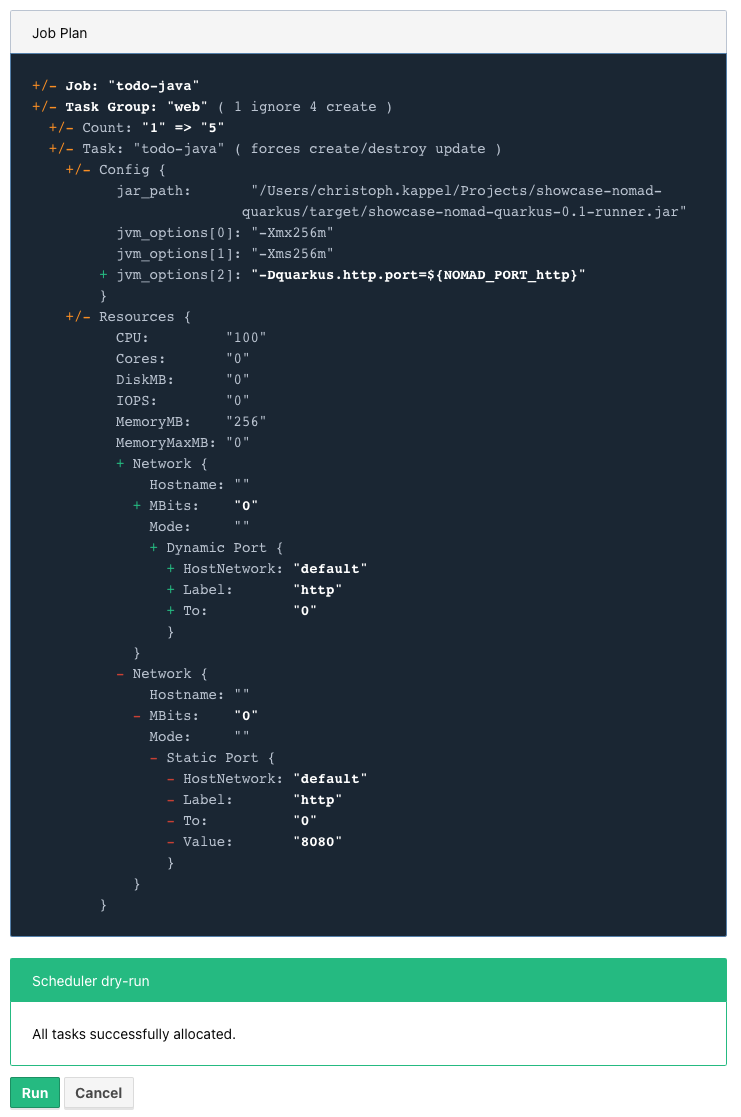 Job Plan
+/- Job: "todo-java"
+/- Task Group: "web" ( 1 ignore 4 create )
+/- Count: "1" => "5"
+/- Task: "todo-java" ( forces create/destroy update )
+/- Config {
jar_path: "/Users/christoph.kappel/Projects/showcase-nomad-
quarkus/target/showcase-nomad-quarkus-0.1-runner.jar"
jvm_options[0]: "-Xmx256m"
jvm_options[1]: "-Xms256m"
+ jvm_options[2]: "-Dquarkus.http.port=${NOMAD_PORT_http}"
}
+/- Resources {
CPU: "100"
Cores: "0"
DiskMB: "0"
IOPS: "0"
MemoryMB: "256"
MemoryMaxMB: "0"
+ Network {
Hostname: ""
+ MBits: "0"
Mode: ""
+ Dynamic Port {
+ HostNetwork: "default"
+ Label: "http"
+ To: "0"
}
}
- Network {
Hostname: ""
- MBits: "0"
Mode: ""
- Static Port {
- HostNetwork: "default"
- Label: "http"
- To: "0"
- Value: "8080"
}
}
}
Scheduler dry-run
All tasks successfully allocated.
Run Cancel